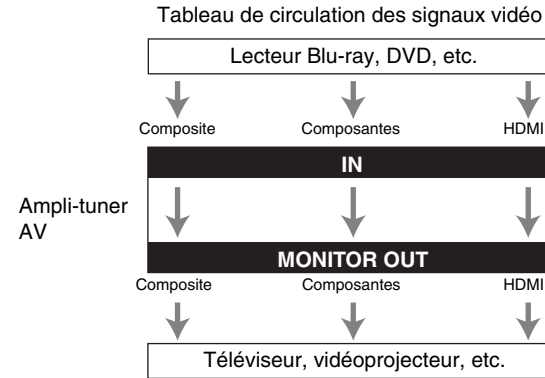 Tableau de circulation des signaux vidéo
Lecteur Blu-ray, DVD, etc.
Composite Composantes HDMI
IN
Ampli-tuner
AV
MONITOR OUT
Composite Composantes HDMI
Téléviseur, vidéoprojecteur, etc.